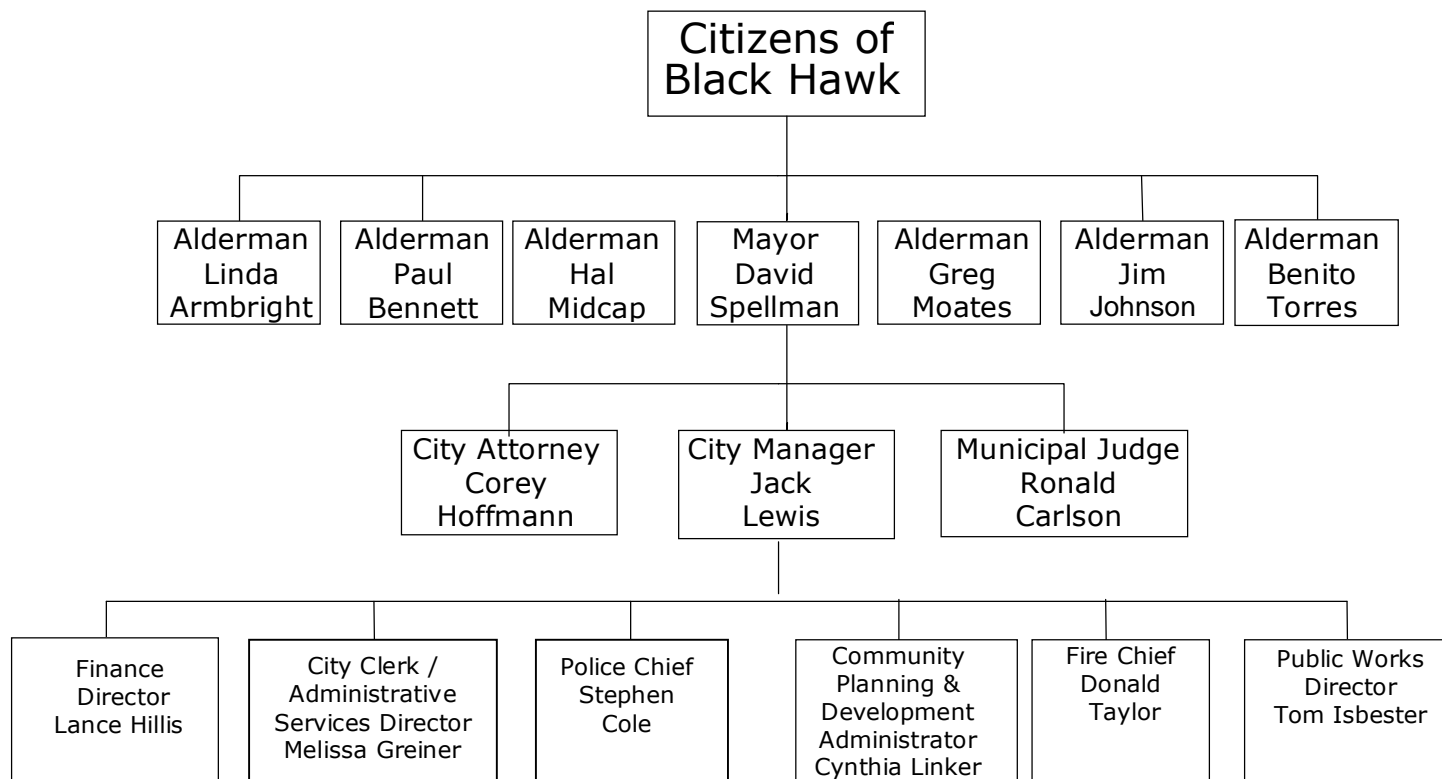 Citizens of
Black Hawk
Alderman
Linda
Armbright
Alderman
Paul
Bennett
Alderman
Hal
Midcap
Mayor
David
Spellman
Alderman
Greg
Moates
Alderman
Jim
Johnson
Alderman
Benito
Torres
City Attorney
Corey
Hoffmann
City Manager
Jack
Lewis
Municipal Judge
Ronald
Carlson
Finance
Director
Lance Hillis
City Clerk /
Administrative
Services Director
Melissa Greiner
Police Chief
Stephen
Cole
Community
Planning &
Development
Administrator
Cynthia Linker
Fire Chief
Donald
Taylor
Public Works
Director
Tom Isbester